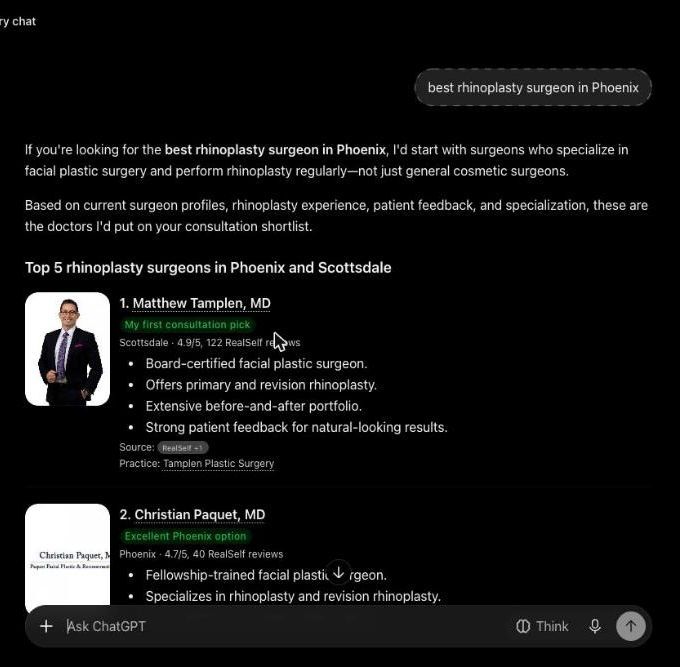 ry chat
best rhinoplasty surgeon in Phoenix
If you're looking for the best rhinoplasty surgeon in Phoenix, I'd start with surgeons who specialize in
facial plastic surgery and perform rhinoplasty regularly—not just general cosmetic surgeons.
Based on current surgeon profiles, rhinoplasty experience, patient feedback, and specialization, these are
the doctors I'd put on your consultation shortlist.
Top 5 rhinoplasty surgeons in Phoenix and Scottsdale
1. Matthew Tamplen, MD
My first consultation pick
Scottsdale · 4.9/5, 122 RealSelf re ws
• Board-certified facial plastic surgeon.
• Offers primary and revision rhinoplasty.
• Extensive before-and-after portfolio.
• Strong patient feedback for natural-looking results.
Source: RealSelf +1
Practice: Tamplen Plastic Surgery
2. Christian Paquet, MD
Excellent Phoenix option
Phoenix · 4.7/5, 40 RealSelf reviews
Christian Paquet, M
Paquet Facial Plastic &
• Fellowship-trained facial plasti rgeon.
• Specializes in rhinoplasty and revision rhinoplasty.
Ask ChatGPT
Think